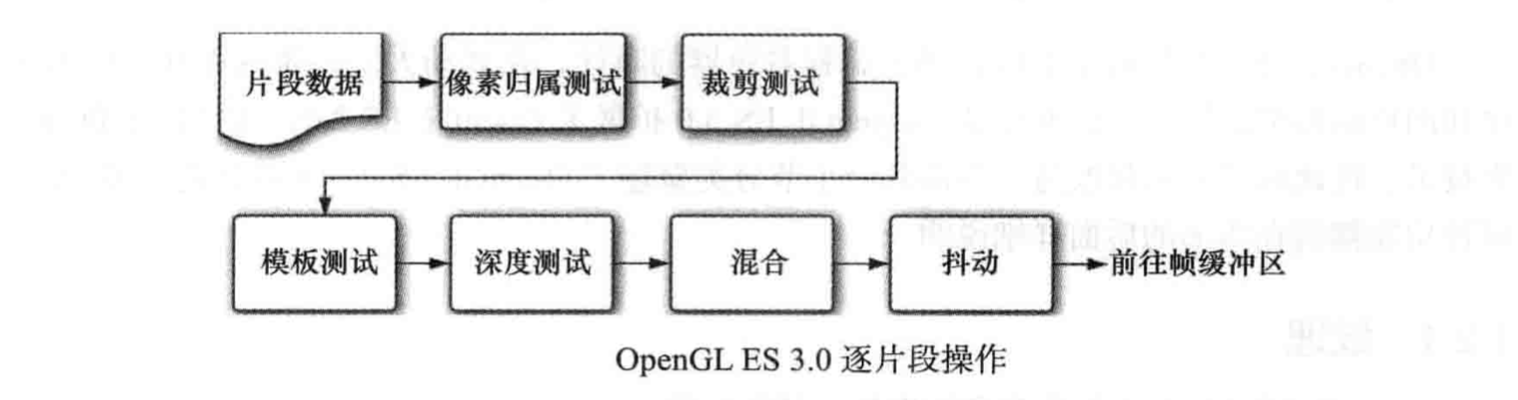 片段数据
像素归属测试
裁剪测试
模板测试
深度测试
混合
抖动
前往帧缓冲区
OpenGL ES 3.0 逐片段操作